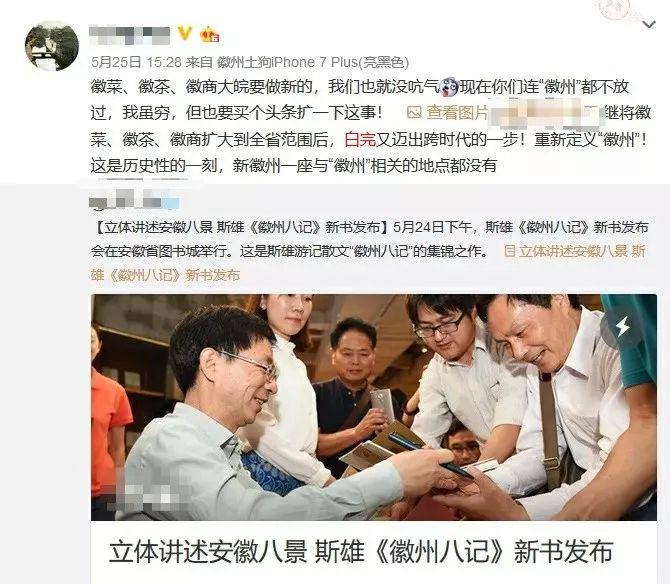 5月25日 15:28 来自 徽州土狗iPhone 7 Plus(亮黑色)
徽菜、徽茶、徽商大皖要做新的，我们也就没吭气现在你们连“徽州”都不放
过，我虽穷，但也要买个头条扩一下这事！ 查看图片 继将徽
菜、徽茶、徽商扩大到全省范围后，白完又迈出跨时代的一步！重新定义“徽州”！
这是历史性的一刻，新徽州一座与“徽州”相关的地点都没有
【立体讲述安徽八景 斯雄《徽州八记》新书发布】5月24日下午，斯雄《徽州八记》新书发布
会在安徽省图书城举行。这是斯雄游记散文“徽州八记”的集锦之作。 立体讲述安徽八景 斯
雄《徽州八记》新书发布
立体讲述安徽八景 斯雄《徽州八记》新书发布